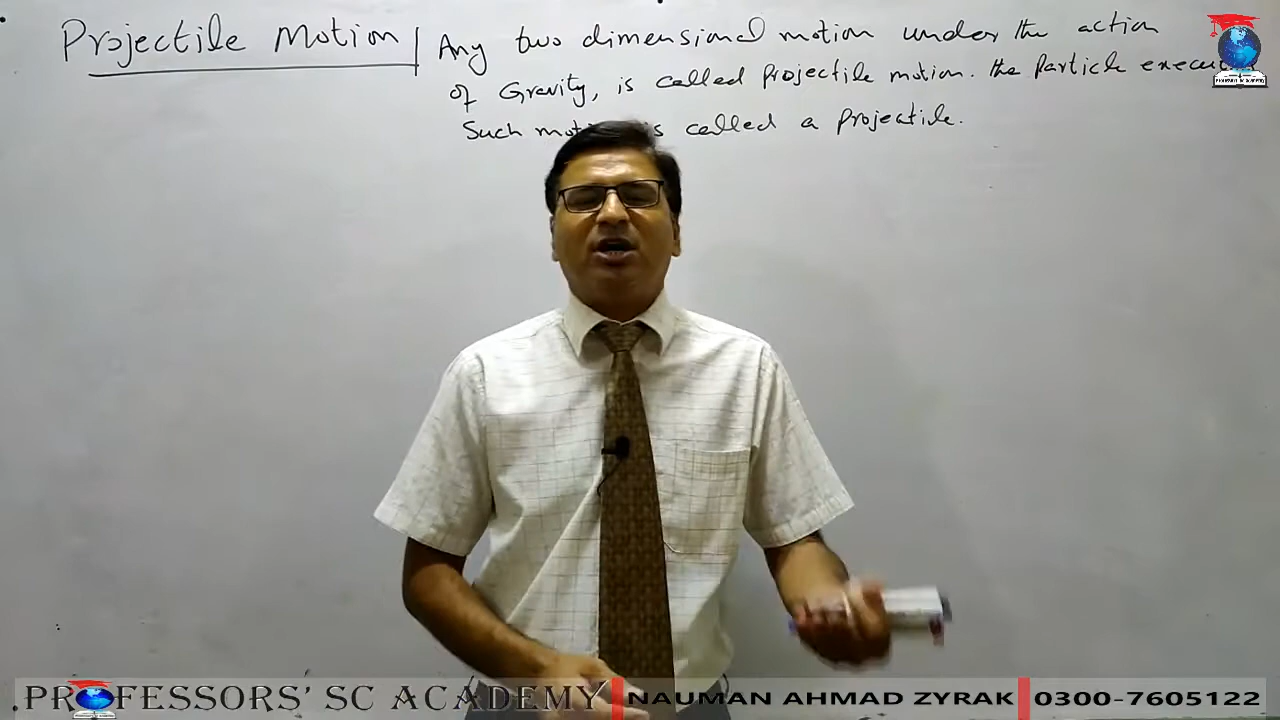 Projectile Motion
Any two dimensional motion under the action
of Gravity, is called projectile motion. the Particle
Such is called a projectile.
PROFESSORS' SC ACADEMY NAUMAN AHMAD ZYRAK 0300-7605122